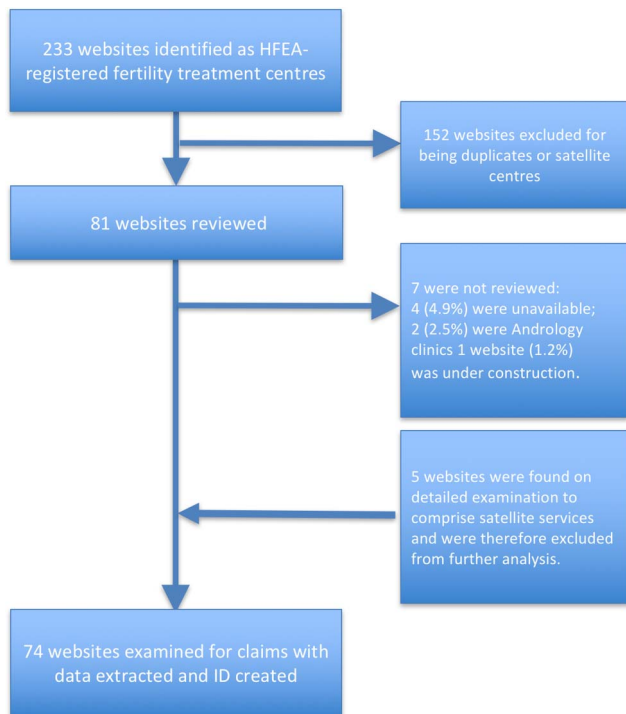 233 websites identified as HFEA-
registered fertility treatment centres
152 websites excluded for
being duplicates or satellite
centres
81 websites reviewed
7 were not reviewed:
4 (4.9%) were unavailable;
2 (2.5%) were Andrology
clinics 1 website (1.2%)
was under construction.
5 websites were found on
detailed examination to
comprise satellite services
and were therefore excluded
from further analysis.
74 websites examined for claims with
data extracted and ID created